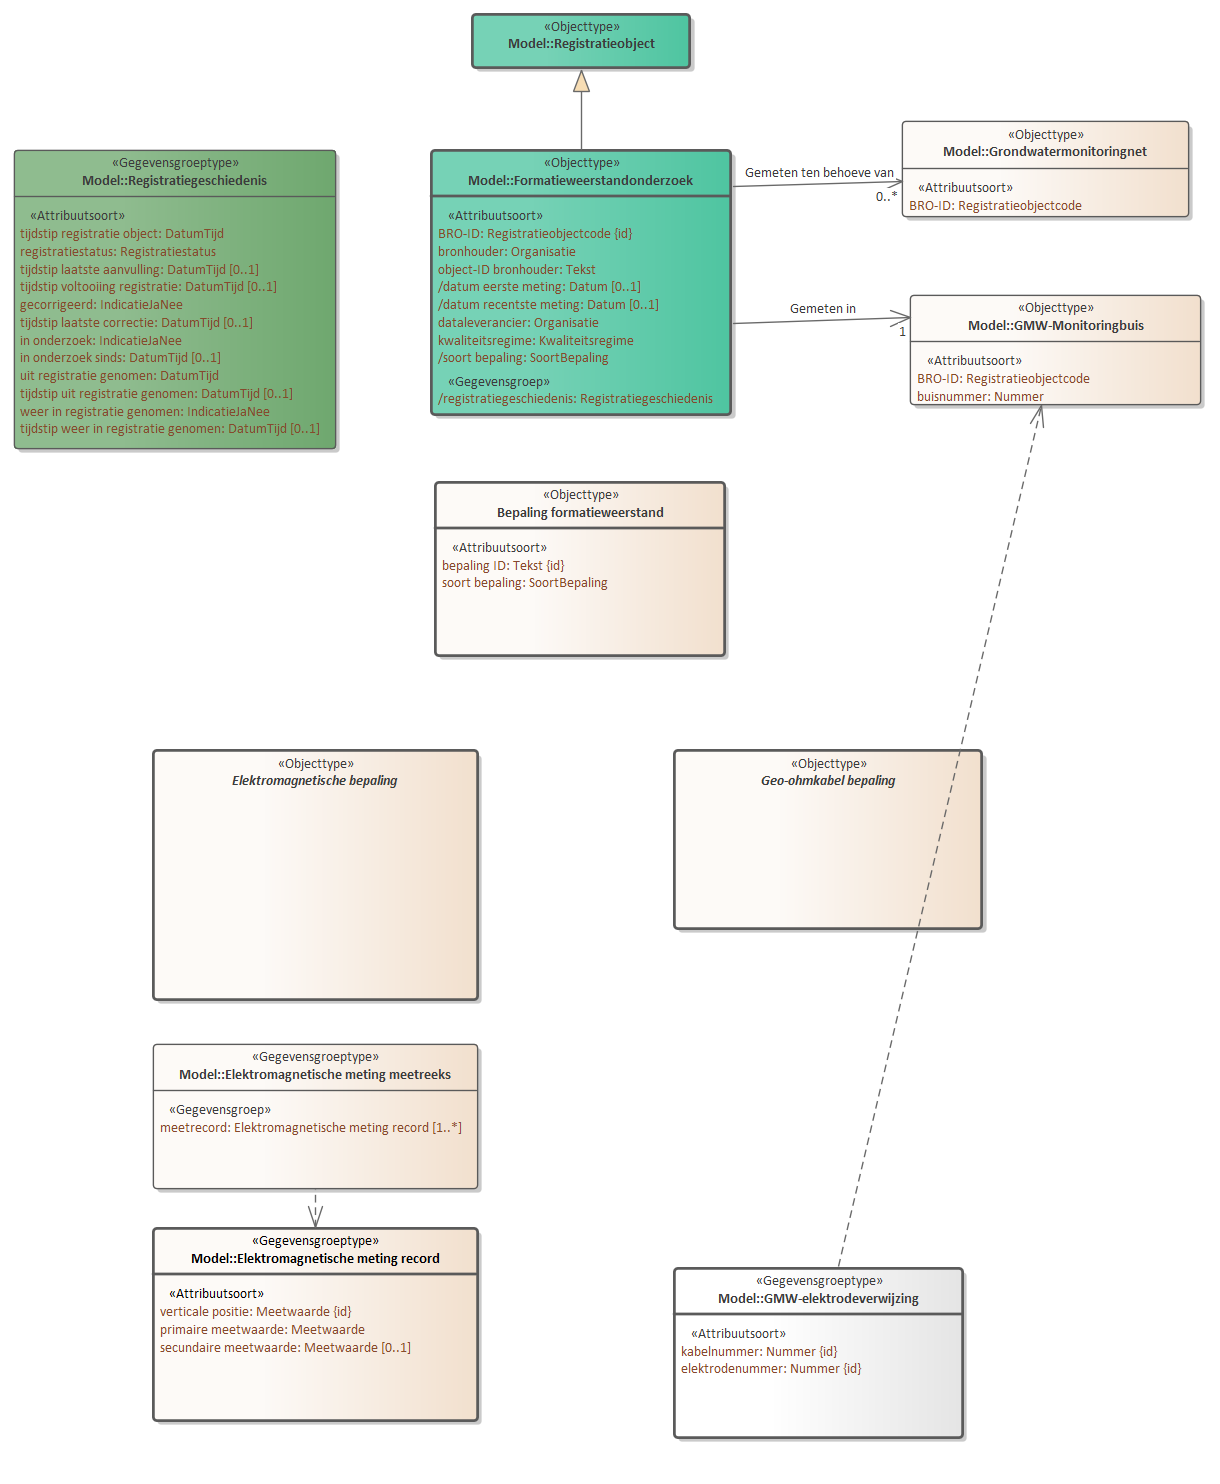 «Objecttype»
Model::Registratieobject
«Gegevensgroeptype»
Model::Registratiegeschiedenis
«Attribuutsoort»
tijdstip registratie object: DatumTijd
registratiestatus: Registratiestatus
tijdstip laatste aanvulling: DatumTijd [0..1]
tijdstip voltooiing registratie: DatumTijd [0..1]
gecorrigeerd: IndicatieJaNee
tijdstip laatste correctie: DatumTijd [0..1]
in onderzoek: IndicatieJaNee
in onderzoek sinds: DatumTijd [0..1]
uit registratie genomen: DatumTijd
tijdstip uit registratie genomen: DatumTijd [0..1]
weer in registratie genomen: IndicatieJaNee
tijdstip weer in registratie genomen: DatumTijd [0..1]
«Objecttype»
Model::Formatieweerstandonderzoek
«Attribuutsoort»
BRO-ID: Registratieobjectcode {id}
bronhouder: Organisatie
object-ID bronhouder: Tekst
/datum eerste meting: Datum [0..1]
/datum recentste meting: Datum [0..1]
dataleverancier: Organisatie
kwaliteitsregime: Kwaliteitsregime
/soort bepaling: SoortBepaling
«Gegevensgroep»
/registratiegeschiedenis: Registratiegeschiedenis
Gemeten ten behoeve van
0..*
«Objecttype»
Model::Grondwatermonitoringnet
«Attribuutsoort»
BRO-ID: Registratieobjectcode
Gemeten in
1
«Objecttype»
Model::GMW-Monitoringbuis
«Attribuutsoort»
BRO-ID: Registratieobjectcode
buisnummer: Nummer
«Objecttype»
Bepaling formatieweerstand
«Attribuutsoort»
bepaling ID: Tekst {id}
soort bepaling: SoortBepaling
«Objecttype»
Elektromagnetische bepaling
«Objecttype»
Geo-ohmkabel bepaling
«Gegevensgroeptype»
Model::Elektromagnetische meting meetreeks
«Gegevensgroep»
meetrecord: Elektromagnetische meting record [1..*]
«Gegevensgroeptype»
Model::Elektromagnetische meting record
«Attribuutsoort»
verticale positie: Meetwaarde {id}
primaire meetwaarde: Meetwaarde
secundaire meetwaarde: Meetwaarde [0..1]
«Gegevensgroeptype»
Model::GMW-elektrodeverwijzing
«Attribuutsoort»
kabelnummer: Nummer {id}
elektrodenummer: Nummer {id}